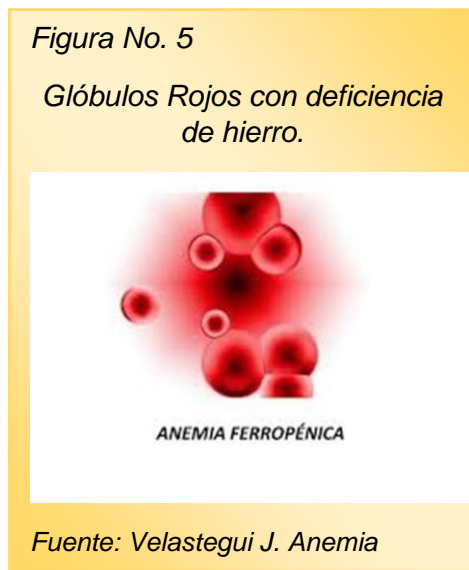 Figura No. 5
Glóbulos Rojos con deficiencia
de hierro.
ANEMIA FERROPÉNICA
Fuente: Velastegui J. Anemia